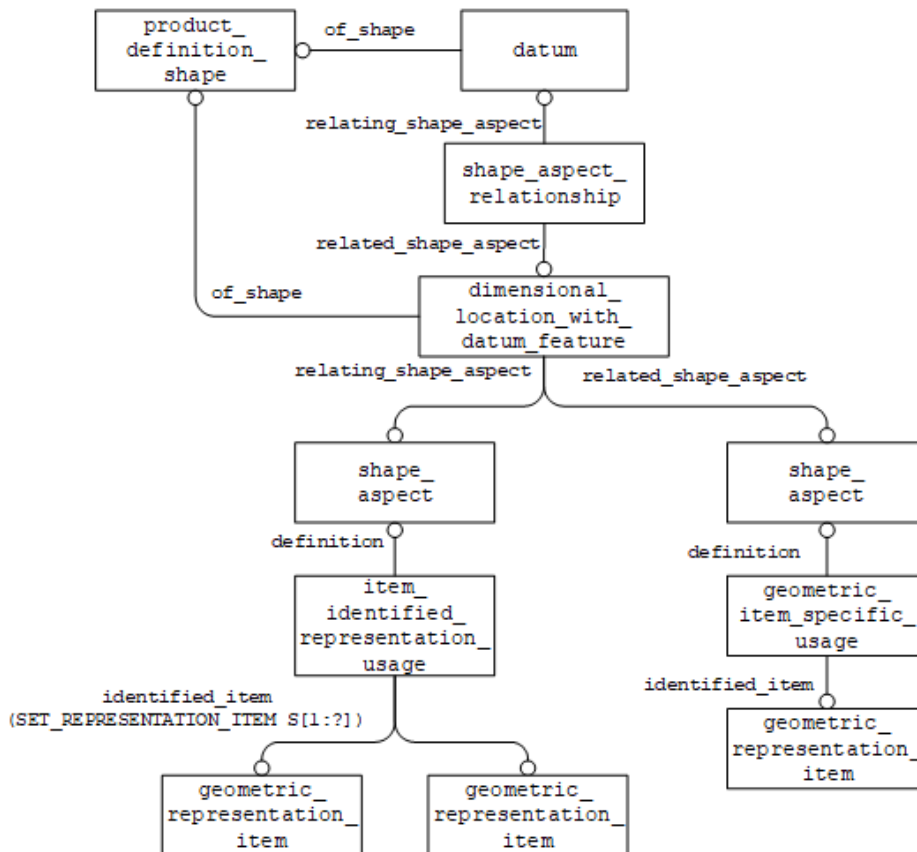 product_
definition_
shape
of_shape
datum
relating_shape_aspect
shape_aspect_
relationship
related_shape_aspect
of_shape
dimensional_
location_with_
datum_feature
relating_shape_aspect
related_shape_aspect
shape_
aspect
shape_
aspect
definition
definition
item_
identified_
representation_
usage
geometric_
item_specific_
usage
identified_item
(SET_REPRESENTATION_ITEM S[1:?])
identified_item
geometric_
representation_
item
geometric_
representation_
item
geometric_
representation_
item